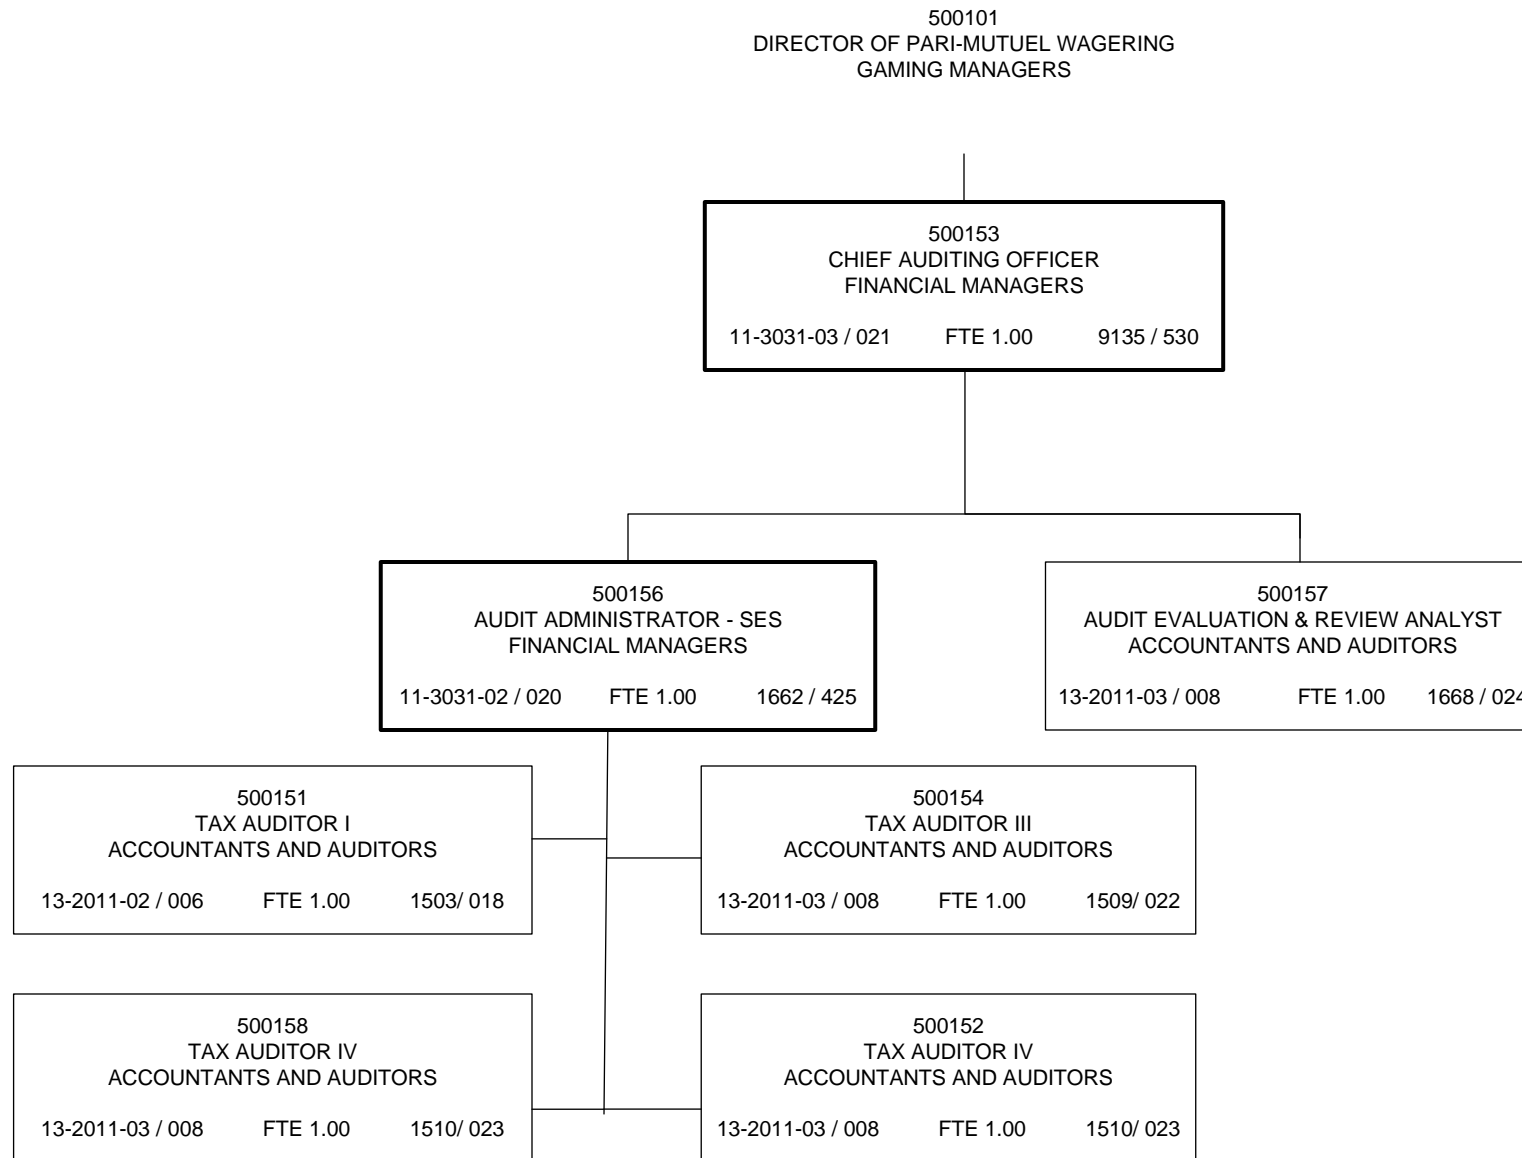 500101
DIRECTOR OF PARI-MUTUEL WAGERING
GAMING MANAGERS
500153
CHIEF AUDITING OFFICER
FINANCIAL MANAGERS
11-3031-03 / 021 FTE 1.00 9135 / 530
500156
AUDIT ADMINISTRATOR - SES
FINANCIAL MANAGERS
11-3031-02 / 020 FTE 1.00 1662 / 425
500157
AUDIT EVALUATION & REVIEW ANALYST
ACCOUNTANTS AND AUDITORS
13-2011-03 / 008 FTE 1.00 1668 / 024
500151
TAX AUDITOR I
ACCOUNTANTS AND AUDITORS
13-2011-02 / 006 FTE 1.00 1503/ 018
500154
TAX AUDITOR III
ACCOUNTANTS AND AUDITORS
13-2011-03 / 008 FTE 1.00 1509/ 022
500158
TAX AUDITOR IV
ACCOUNTANTS AND AUDITORS
13-2011-03 / 008 FTE 1.00 1510/ 023
500152
TAX AUDITOR IV
ACCOUNTANTS AND AUDITORS
13-2011-03 / 008 FTE 1.00 1510/ 023